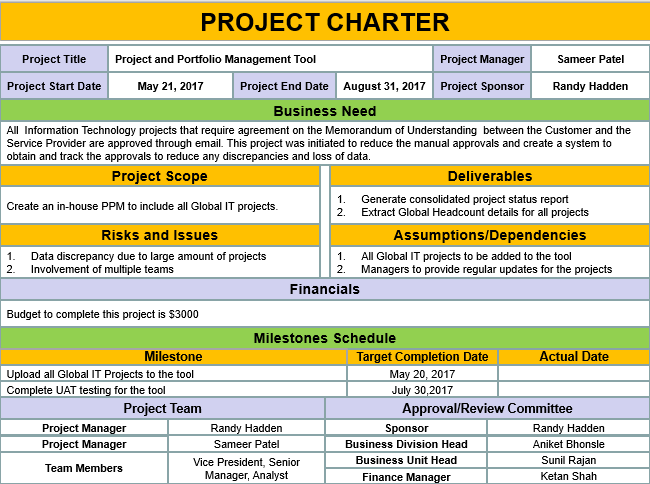 PROJECT CHARTER
Project Title Project and Portfolio Management Tool Project Manager Sameer Patel
Project Start Date May 21, 2017 Project End Date August 31, 2017 Project Sponsor Randy Hadden
Business Need
All Information Technology projects that require agreement on the Memorandum of Understanding between the Customer and the
Service Provider are approved through email. This project was initiated to reduce the manual approvals and create a system to
obtain and track the approvals to reduce any discrepancies and loss of data.
Project Scope Deliverables
Create an in-house PPM to include all Global IT projects.
1. Generate consolidated project status report
2. Extract Global Headcount details for all projects
Risks and Issues Assumptions/Dependencies
1. Data discrepancy due to large amount of projects
2. Involvement of multiple teams
1. All Global IT projects to be added to the tool
2. Managers to provide regular updates for the projects
Financials
Budget to complete this project is $3000
Milestones Schedule
Milestone Target Completion Date Actual Date
Upload all Global IT Projects to the tool May 20, 2017
Complete UAT testing for the tool July 30,2017
Project Team Approval/Review Committee
Project Manager Randy Hadden Sponsor Randy Hadden
Project Manager Sameer Patel Business Division Head Aniket Bhonsle
Team Members Vice President, Senior
Manager, Analyst
Business Unit Head Sunil Rajan
Finance Manager Ketan Shah